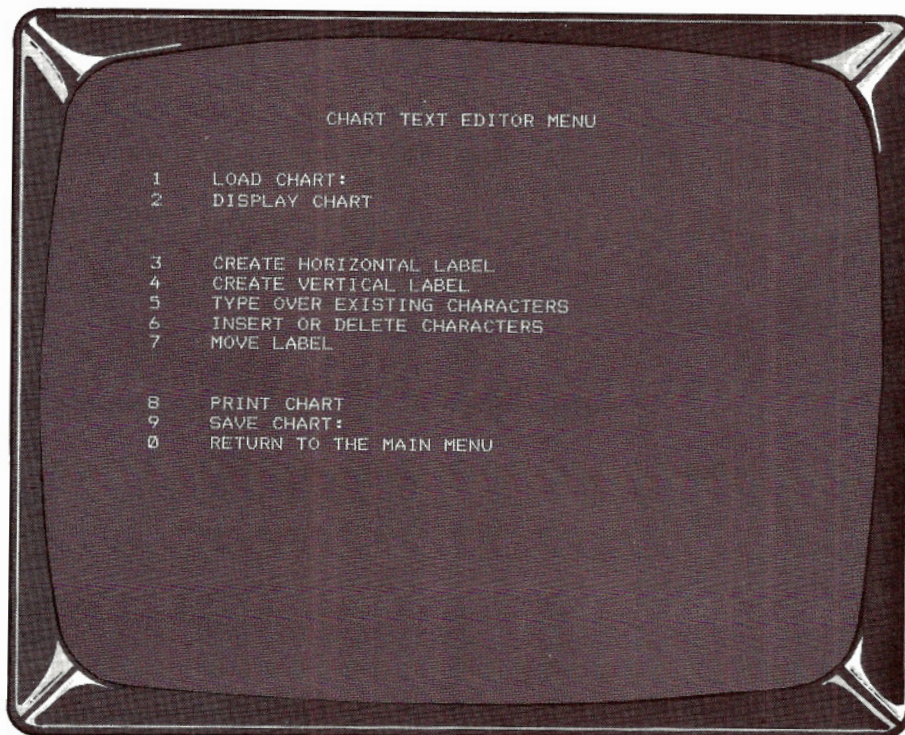 CHART TEXT EDITOR MENU
1 LOAD CHART:
2 DISPLAY CHART
3 CREATE HORIZONTAL LABEL
4 CREATE VERTICAL LABEL
5 TYPE OVER EXISTING CHARACTERS
6 INSERT OR DELETE CHARACTERS
7 MOVE LABEL
8 PRINT CHART
9 SAVE CHART:
0 RETURN TO THE MAIN MENU